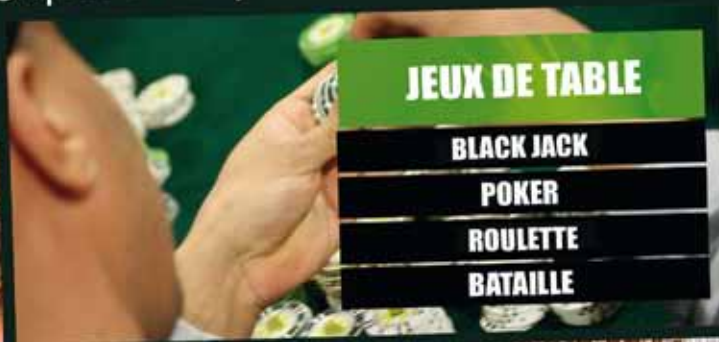 JEUX DE TABLE
BLACK JACK
POKER
ROULETTE
BATAILLE